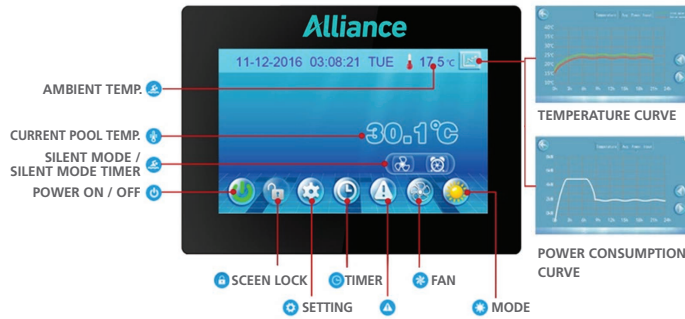 Alliance
11-12-2016 03:08:21 TUE 17.5℃
AMBIENT TEMP.
CURRENT POOL TEMP.
30.1℃
SILENT MODE /
SILENT MODE TIMER
POWER ON / OFF
SCEEN LOCK
TIMER
FAN
SETTING
MODE
TEMPERATURE CURVE
POWER CONSUMPTION
CURVE